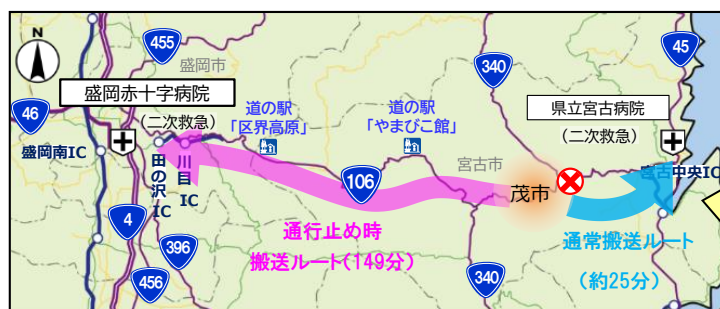 N
455
盛岡市
盛岡赤十字病院
(二次救急)
46
盛岡南IC
田の沢IC
川目IC
道の駅
「区界高原」
道の駅
「やまびこ館」
340
45
県立宮古病院
(二次救急)
宮古市
宮古中央IC
106
茂市
4
396
456
通行止め時
搬送ルート(149分)
340
通常搬送ルート
(約25分)